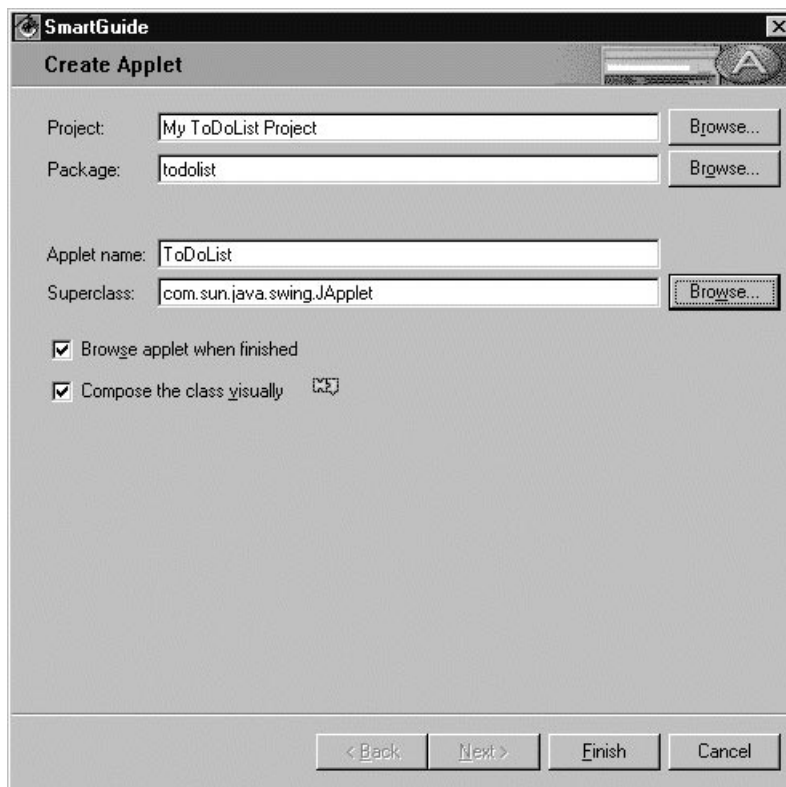 SmartGuide
Create Applet
Project: My ToDoList Project Browse...
Package: todolist Browse...
Applet name: ToDoList
Superclass: com.sun.java.swing.JApplet Browse...
Browse applet when finished
Compose the class visually
< Back Next > Finish Cancel